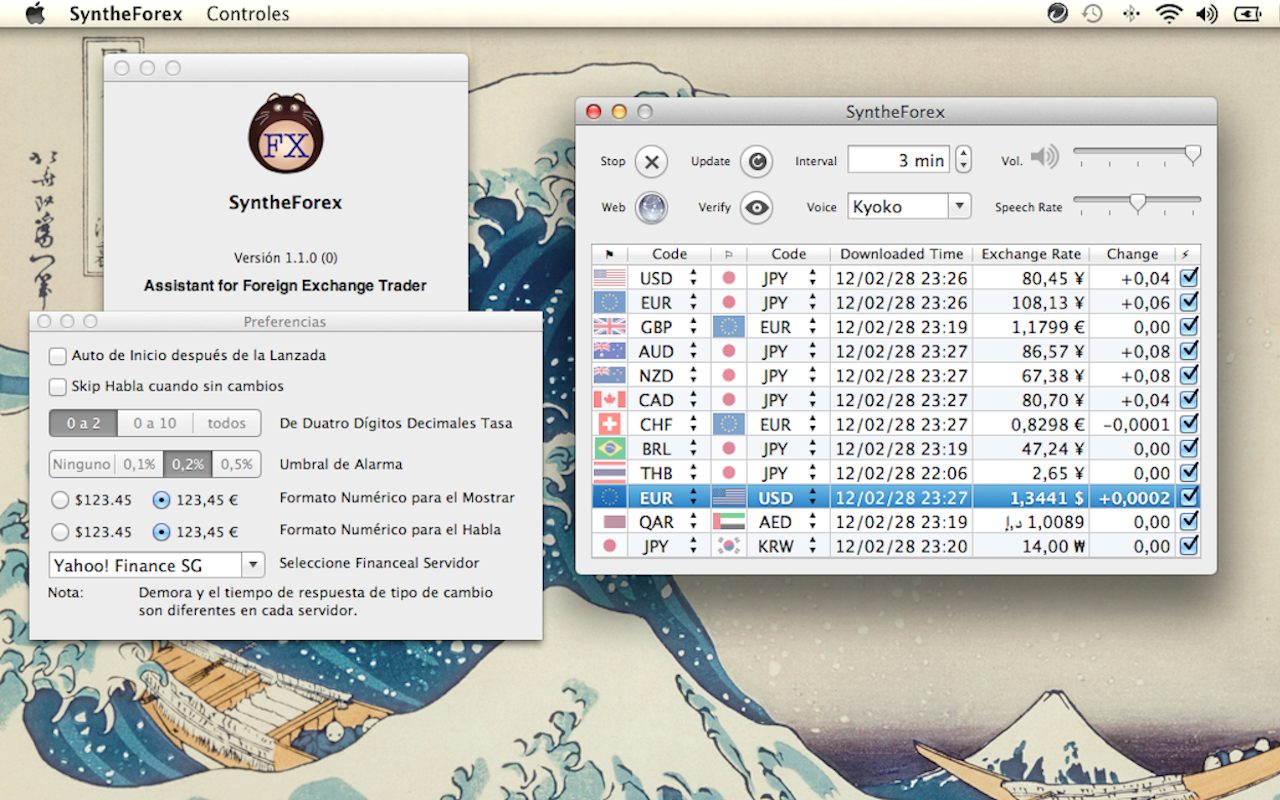 SyntheForex Controles
FX
SyntheForex
Versión 1.1.0 (0)
Assistant for Foreign Exchange Trader
Preferencias
Auto de Inicio después de la Lanzada
Skip Habla cuando sin cambios
0 a 2 0 a 10 todos De Duatro Dígitos Decimales Tasa
Ninguno 0,1% 0,2% 0,5% Umbral de Alarma
$123.45 123,45 € Formato Numérico para el Mostrar
$123.45 123,45 € Formato Numérico para el Habla
Yahoo! Finance SG Seleccione Financeal Servidor
Nota: Demora y el tiempo de respuesta de tipo de cambio
son diferentes en cada servidor.
SyntheForex
Stop Update Interval 3 min Vol.
Web Verify Voice Kyoko Speech Rate
Code Code Downloaded Time Exchange Rate Change
USD JPY 12/02/28 23:26 80,45 ¥ +0,04
EUR JPY 12/02/28 23:26 108,13 ¥ +0,06
GBP EUR 12/02/28 23:19 1,1799 € 0,00
AUD JPY 12/02/28 23:27 86,57 ¥ +0,08
NZD JPY 12/02/28 23:27 67,38 ¥ +0,08
CAD JPY 12/02/28 23:27 80,70 ¥ +0,04
CHF EUR 12/02/28 23:27 0,8298 € -0,0001
BRL JPY 12/02/28 23:19 47,24 ¥ 0,00
THB JPY 12/02/28 22:06 2,65 ¥ 0,00
EUR USD 12/02/28 23:27 1,3441 $ +0,0002
QAR AED 12/02/28 23:19 د.إ 1,0089 0,00
JPY KRW 12/02/28 23:20 14,00 ₩ 0,00